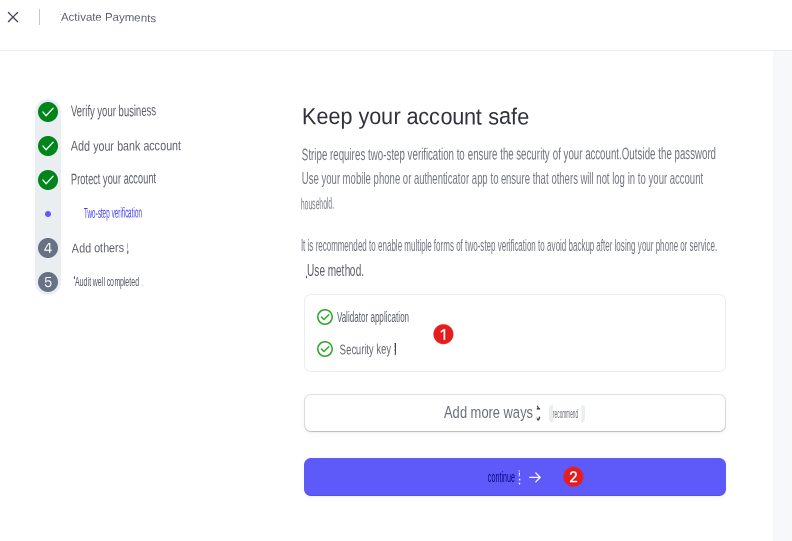 Activate Payments
Verify your business
Add your bank account
Protect your account
Two-step verification
4 Add others
5 Audit well completed
Keep your account safe
Stripe requires two-step verification to ensure the security of your account.Outside the password
Use your mobile phone or authenticator app to ensure that others will not log in to your account
household.
It is recommended to enable multiple forms of two-step verification to avoid backup after losing your phone or service.
,Use method.
Validator application
1
Security key
Add more ways recommend
continue → 2